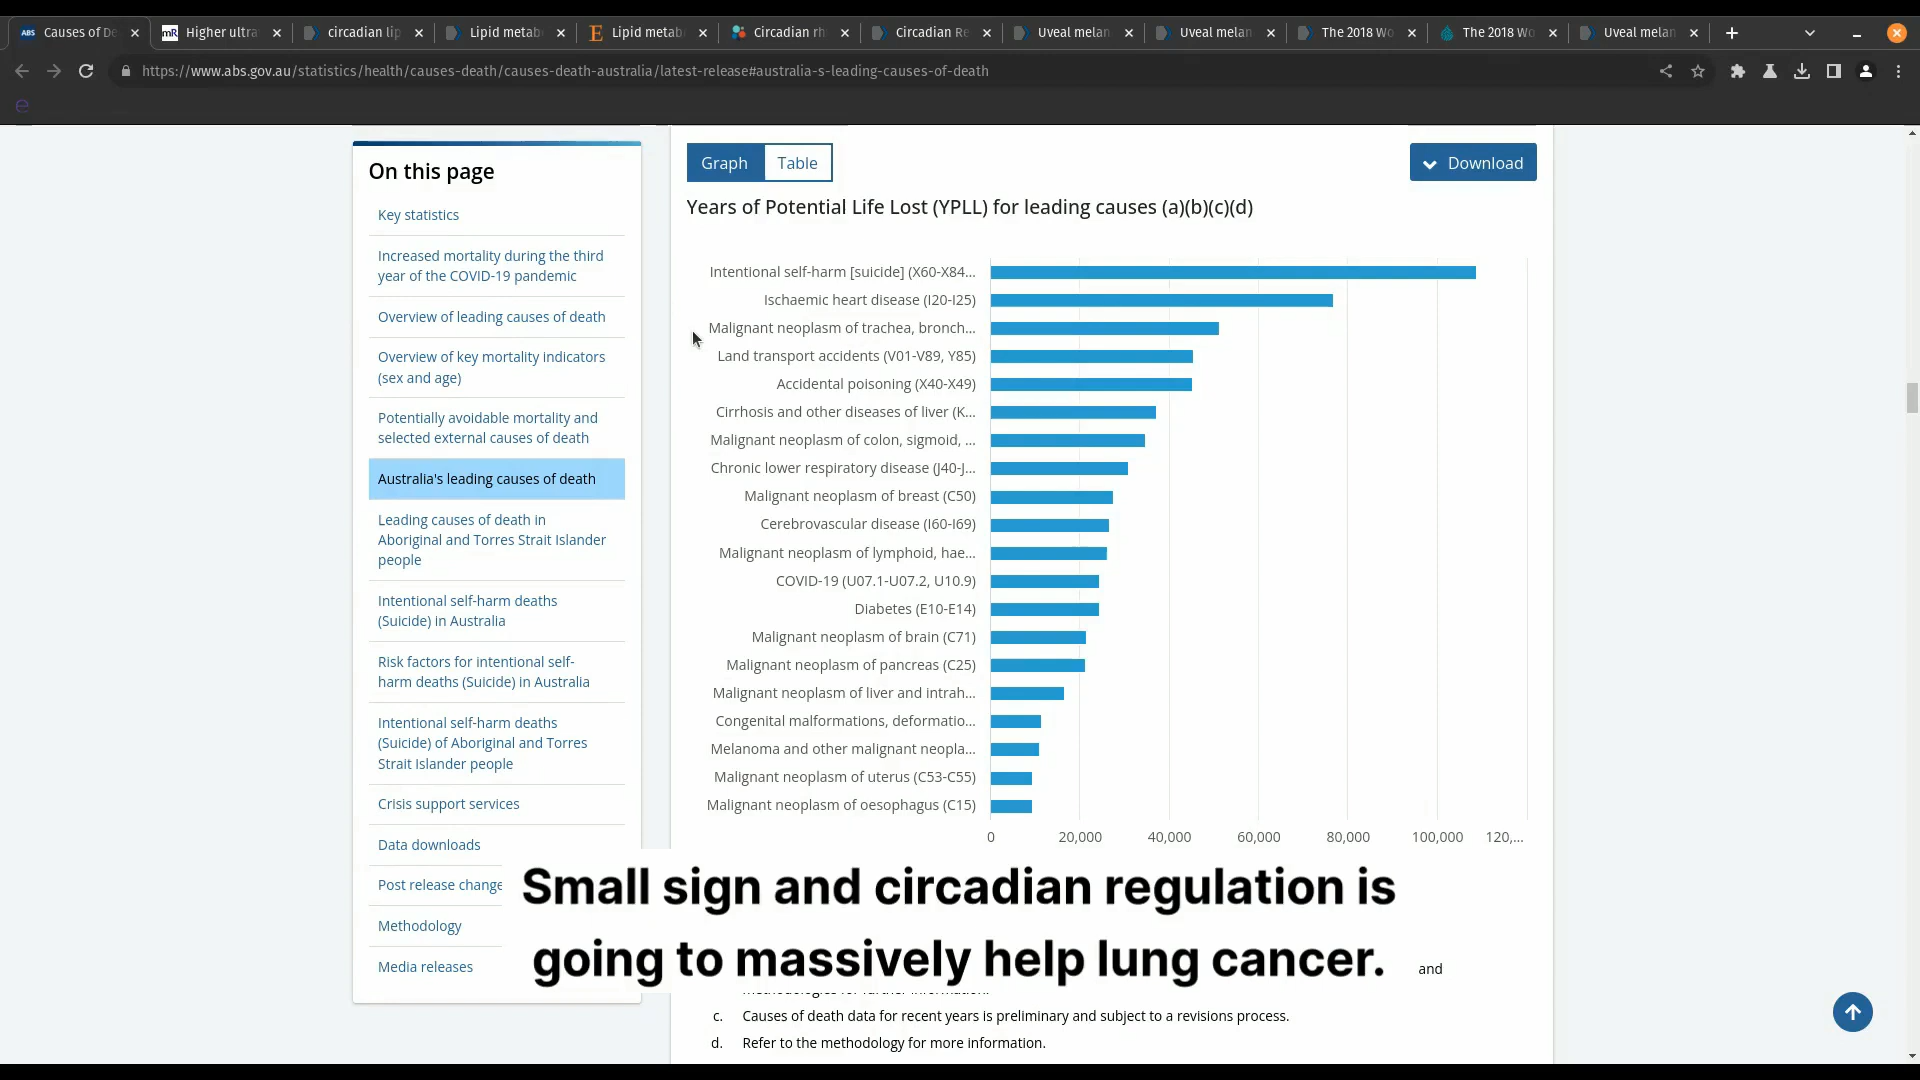 Causes of De
Higher ultra
circadian lip
Lipid metab
Lipid metab
Circadian rh
Circadian Re
Uveal melan
Uveal melan
The 2018 Wo
The 2018 Wo
Uveal melan
https://www.abs.gov.au/statistics/health/causes-death/causes-death-australia/latest-release#australia-s-leading-causes-of-death
On this page
Key statistics
Increased mortality during the third
year of the COVID-19 pandemic
Overview of leading causes of death
Overview of key mortality indicators
(sex and age)
Potentially avoidable mortality and
selected external causes of death
Australia's leading causes of death
Leading causes of death in
Aboriginal and Torres Strait Islander
people
Intentional self-harm deaths
(Suicide) in Australia
Risk factors for intentional self-
harm deaths (Suicide) in Australia
Intentional self-harm deaths
(Suicide) of Aboriginal and Torres
Strait Islander people
Crisis support services
Data downloads
Post release change
Methodology
Media releases
Graph
Table
Download
Years of Potential Life Lost (YPLL) for leading causes (a)(b)(c)(d)
Intentional self-harm [suicide] (X60-X84...
Ischaemic heart disease (I20-I25)
Malignant neoplasm of trachea, bronch...
Land transport accidents (V01-V89, Y85)
Accidental poisoning (X40-X49)
Cirrhosis and other diseases of liver (K...
Malignant neoplasm of colon, sigmoid, ...
Chronic lower respiratory disease (J40-J...
Malignant neoplasm of breast (C50)
Cerebrovascular disease (I60-I69)
Malignant neoplasm of lymphoid, hae...
COVID-19 (U07.1-U07.2, U10.9)
Diabetes (E10-E14)
Malignant neoplasm of brain (C71)
Malignant neoplasm of pancreas (C25)
Malignant neoplasm of liver and intrah...
Congenital malformations, deformatio...
Melanoma and other malignant neopla...
Malignant neoplasm of uterus (C53-C55)
Malignant neoplasm of oesophagus (C15)
0 20,000 40,000 60,000 80,000 100,000 120,...
Small sign and circadian regulation is
going to massively help lung cancer.
and
c. Causes of death data for recent years is preliminary and subject to a revisions process.
d. Refer to the methodology for more information.